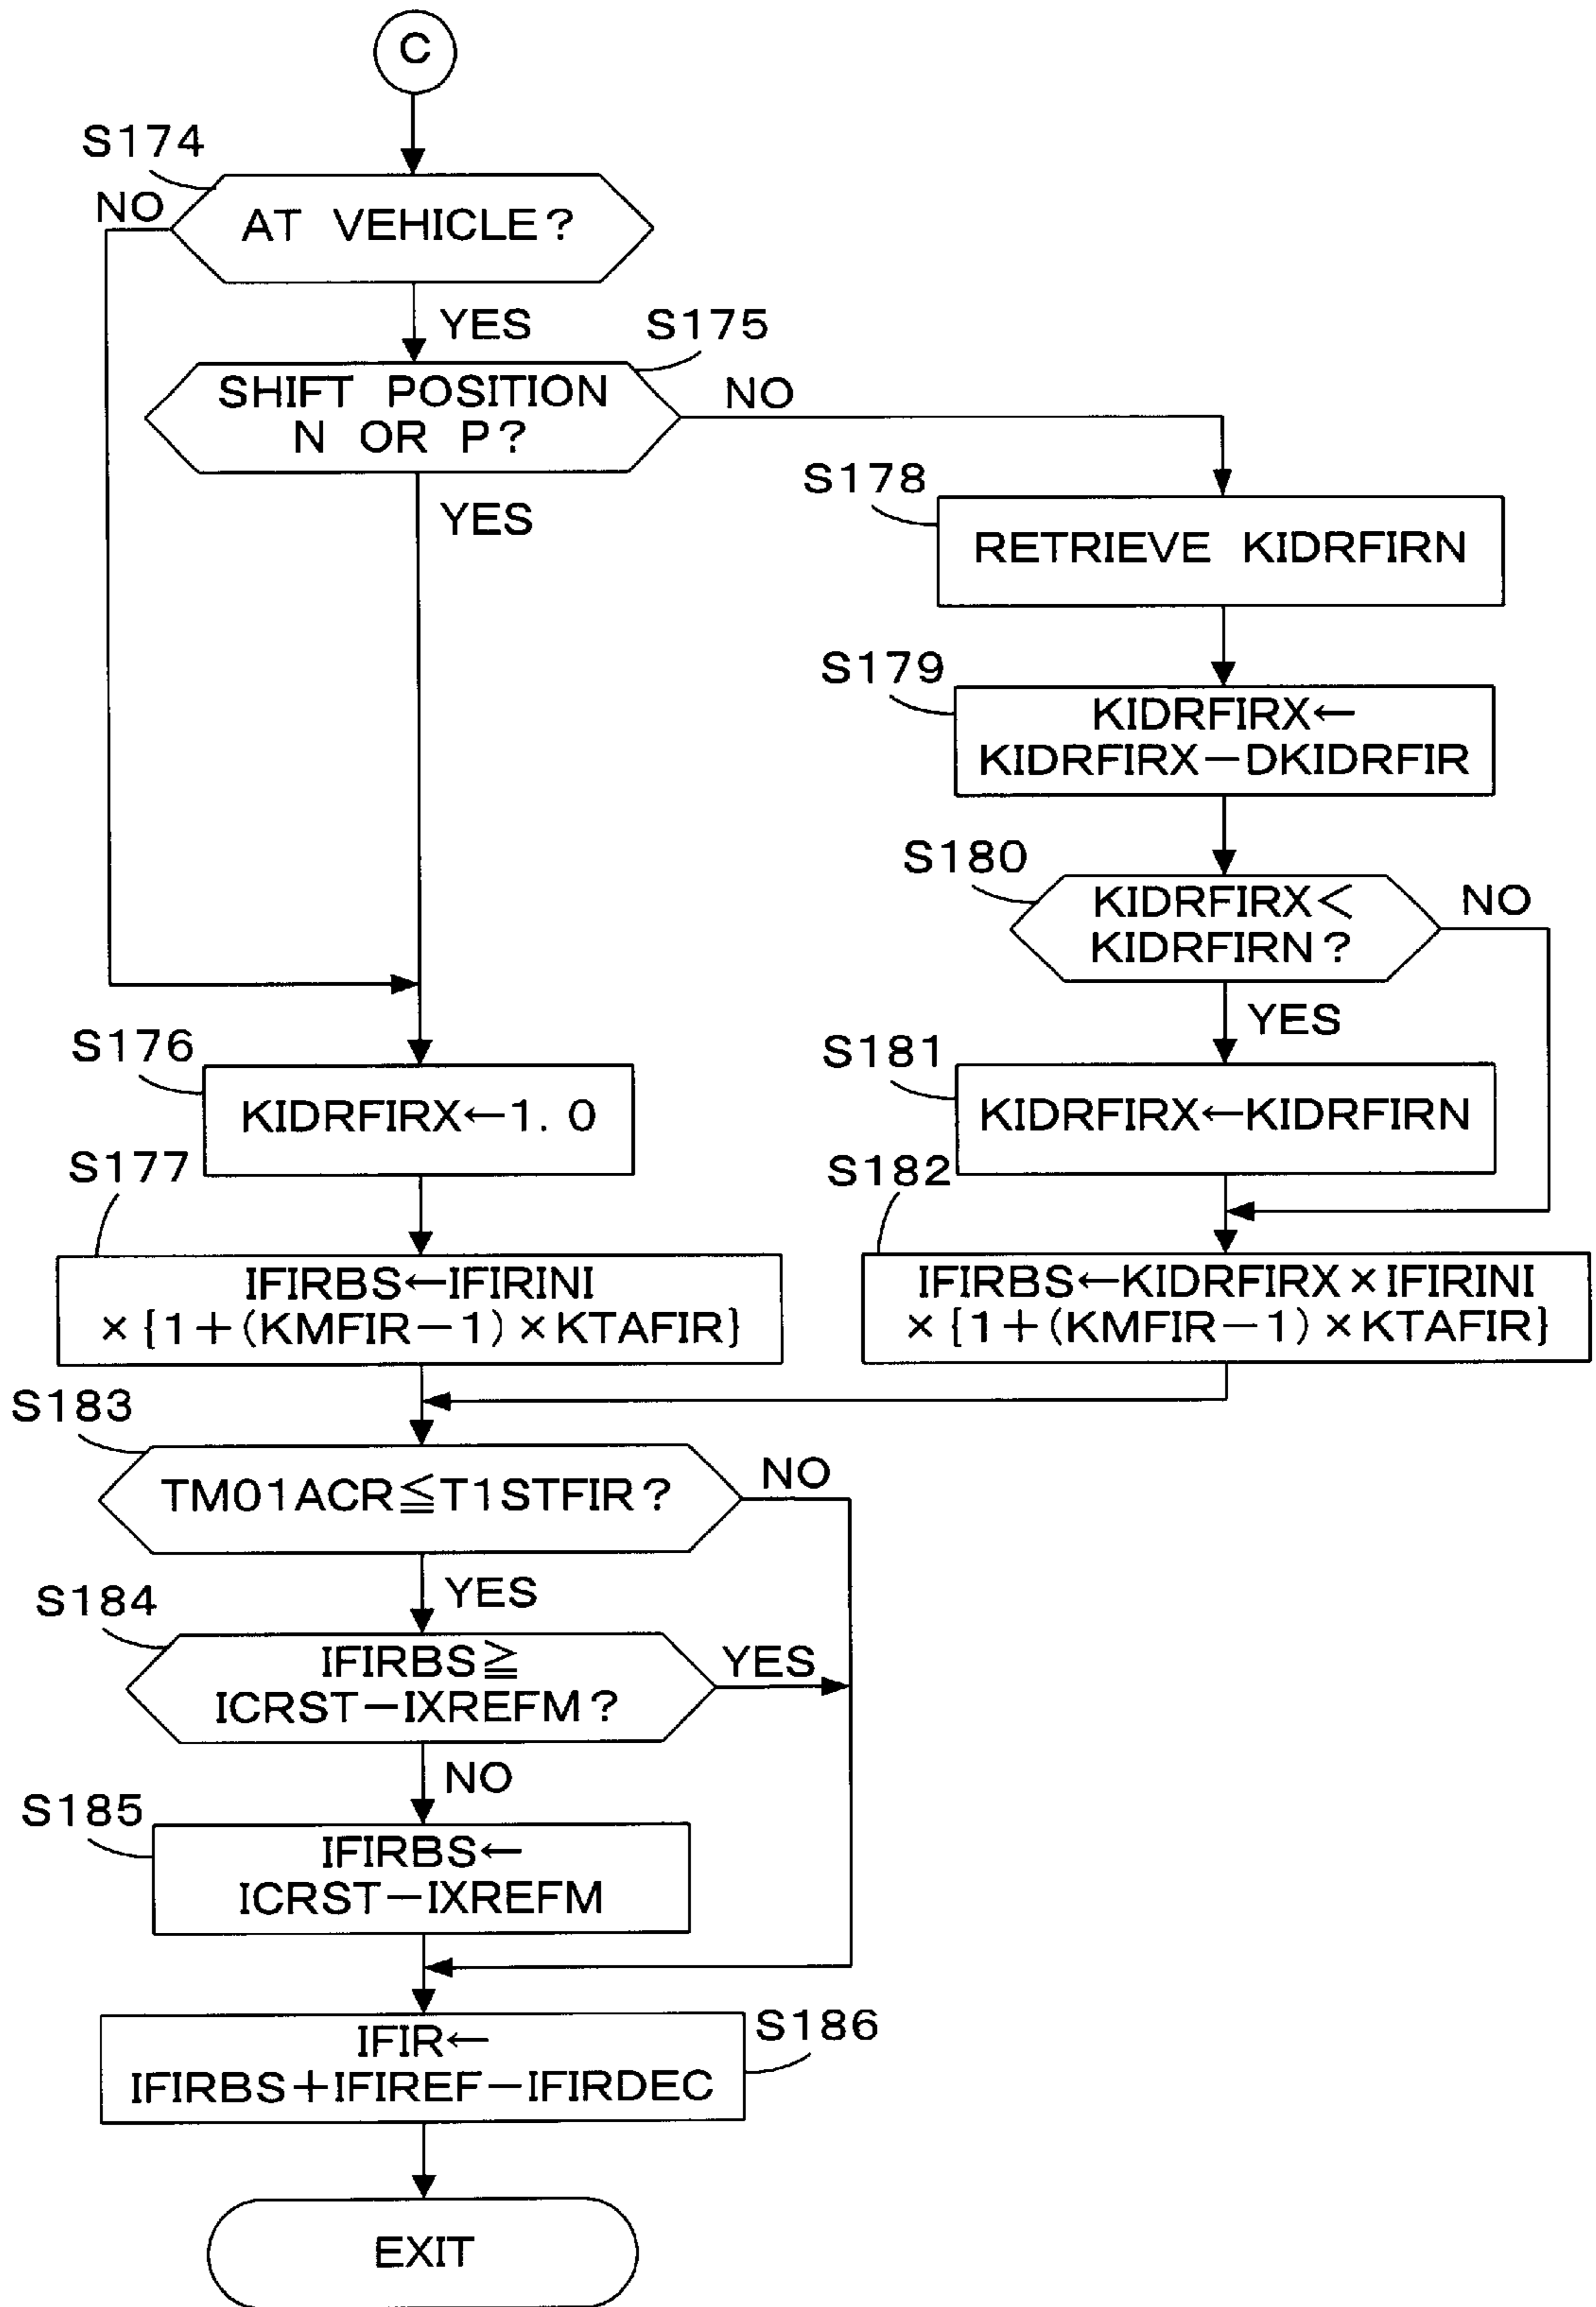 C
S174
NO
AT VEHICLE?
YES
S175
SHIFT POSITION
N OR P?
NO
YES
S178
RETRIEVE KIDRFIRN
S179
KIDRFIRX←
KIDRFIRX－DKIDRFIR
S180
KIDRFIRX＜
KIDRFIRN?
NO
YES
S176
KIDRFIRX←1.0
S181
KIDRFIRX←KIDRFIRN
S177
IFIRBS←IFIRINI
×{1+(KMFIR－1)×KTAFIR}
S182
IFIRBS←KIDRFIRX×IFIRINI
×{1+(KMFIR－1)×KTAFIR}
S183
TM01ACR≦T1STFIR?
NO
YES
S184
IFIRBS≧
ICRST－IXREFM?
YES
NO
S185
IFIRBS←
ICRST－IXREFM
S186
IFIR←
IFIRBS+IFIREF－IFIRDEC
EXIT